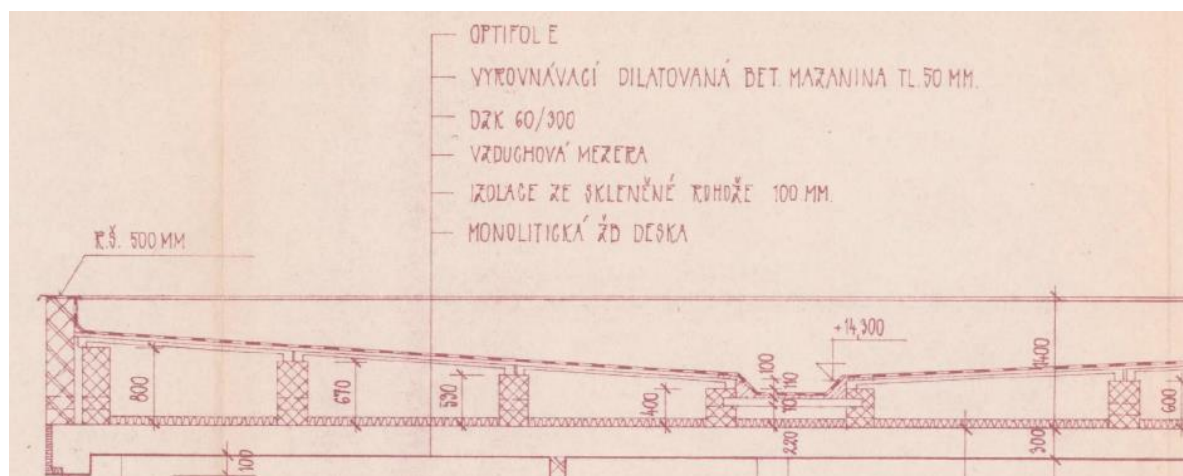 OPTIFOL E
VYROVNÁVACÍ DILATOVANÁ BET. MAZANINA TL. 50 MM.
DZK 60/300
VZDUCHOVÁ MEZERA
IZOLACE ZE SKLENĚNÉ ROHOŽE 100 MM.
MONOLITICKÁ ŽB DESKA
R.Š. 500 MM
+14,300
800
670
530
400
100
110
220
1400
600
300
100